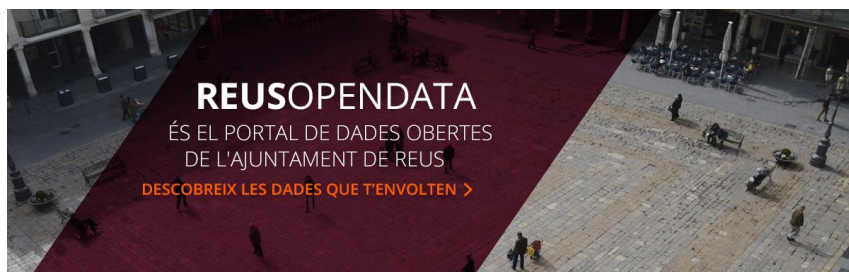 REUSOPENDATA
ÉS EL PORTAL DE DADES OBERTES
DE L'AJUNTAMENT DE REUS
DESCOBREIX LES DADES QUE T'ENVOLTEN >